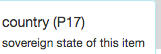 country (P17)
sovereign state of this item